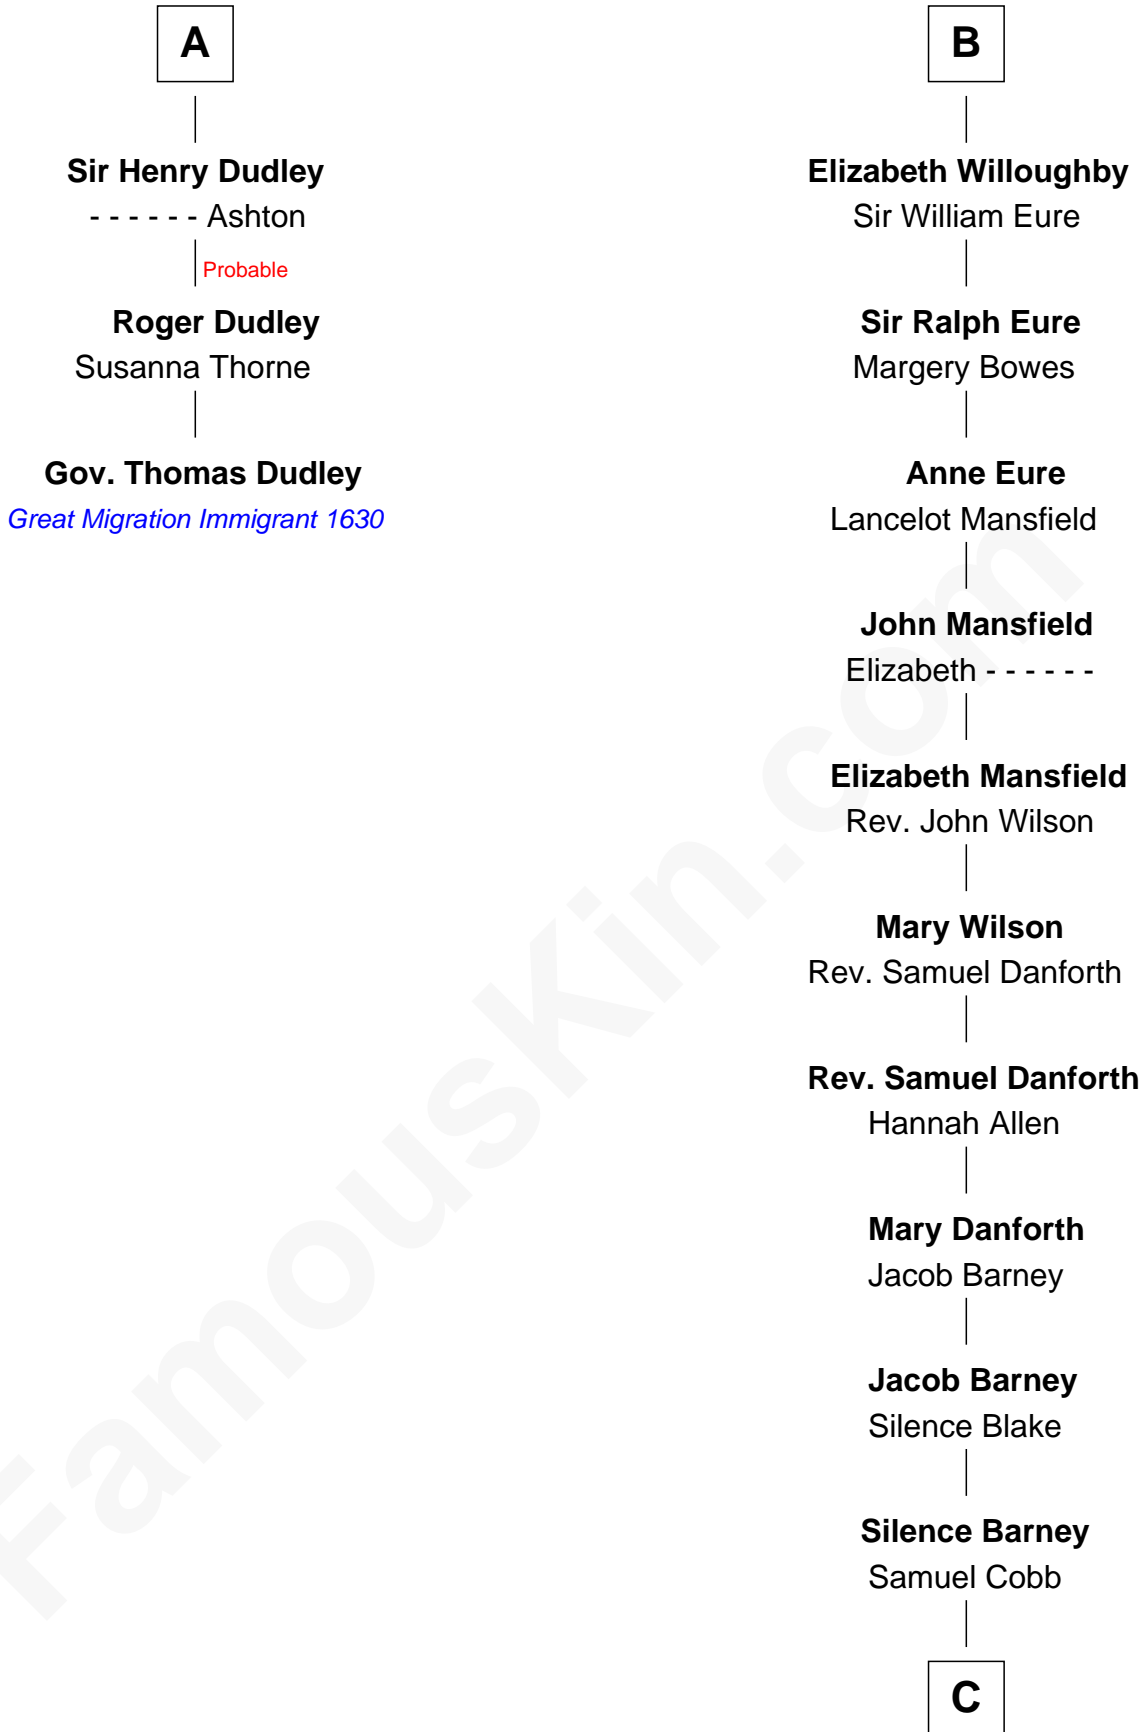 A
Sir Henry Dudley
- - - - - - Ashton
Probable
Roger Dudley
Susanna Thorne
Gov. Thomas Dudley
Great Migration Immigrant 1630
B
Elizabeth Willoughby
Sir William Eure
Sir Ralph Eure
Margery Bowes
Anne Eure
Lancelot Mansfield
John Mansfield
Elizabeth - - - - - -
Elizabeth Mansfield
Rev. John Wilson
Mary Wilson
Rev. Samuel Danforth
Rev. Samuel Danforth
Hannah Allen
Mary Danforth
Jacob Barney
Jacob Barney
Silence Blake
Silence Barney
Samuel Cobb
C
FamousKin.com